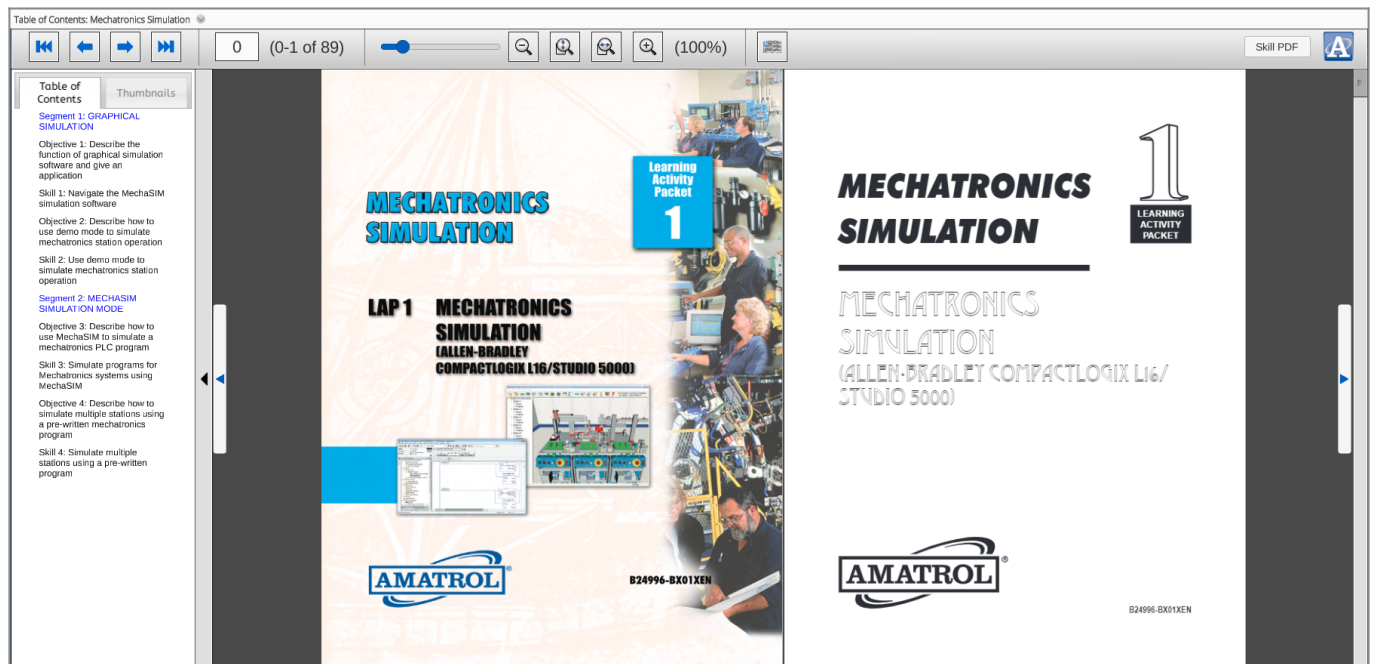 Table of Contents: Mechatronics Simulation
0
(0-1 of 89)
(100%)
Skill PDF
A
Table of
Contents
Thumbnails
Segment 1: GRAPHICAL
SIMULATION
Objective 1: Describe the
function of graphical simulation
software and give an
application
Skill 1: Navigate the MechaSIM
simulation software
Objective 2: Describe how to
use demo mode to simulate
mechatronics station operation
Skill 2: Use demo mode to
simulate mechatronics station
operation
Segment 2: MECHASIM
SIMULATION MODE
Objective 3: Describe how to
use MechaSIM to simulate a
mechatronics PLC program
Skill 3: Simulate programs for
Mechatronics systems using
MechaSIM
Objective 4: Describe how to
simulate multiple stations using
a pre-written mechatronics
program
Skill 4: Simulate multiple
stations using a pre-written
program
Learning
Activity
Packet
1
MECHATRONICS
SIMULATION
LAP 1 MECHATRONICS
SIMULATION
(ALLEN-BRADLEY
COMPACTLOGIX L16/STUDIO 5000)
AMATROL®
B24996-BX01XEN
MECHATRONICS
SIMULATION
1
LEARNING
ACTIVITY
PACKET
MECHATRONICS
SIMULATION
(ALLEN-BRADLEY COMPACTLOGIX L16/
STUDIO 5000)
AMATROL®
B24996-BX01XEN